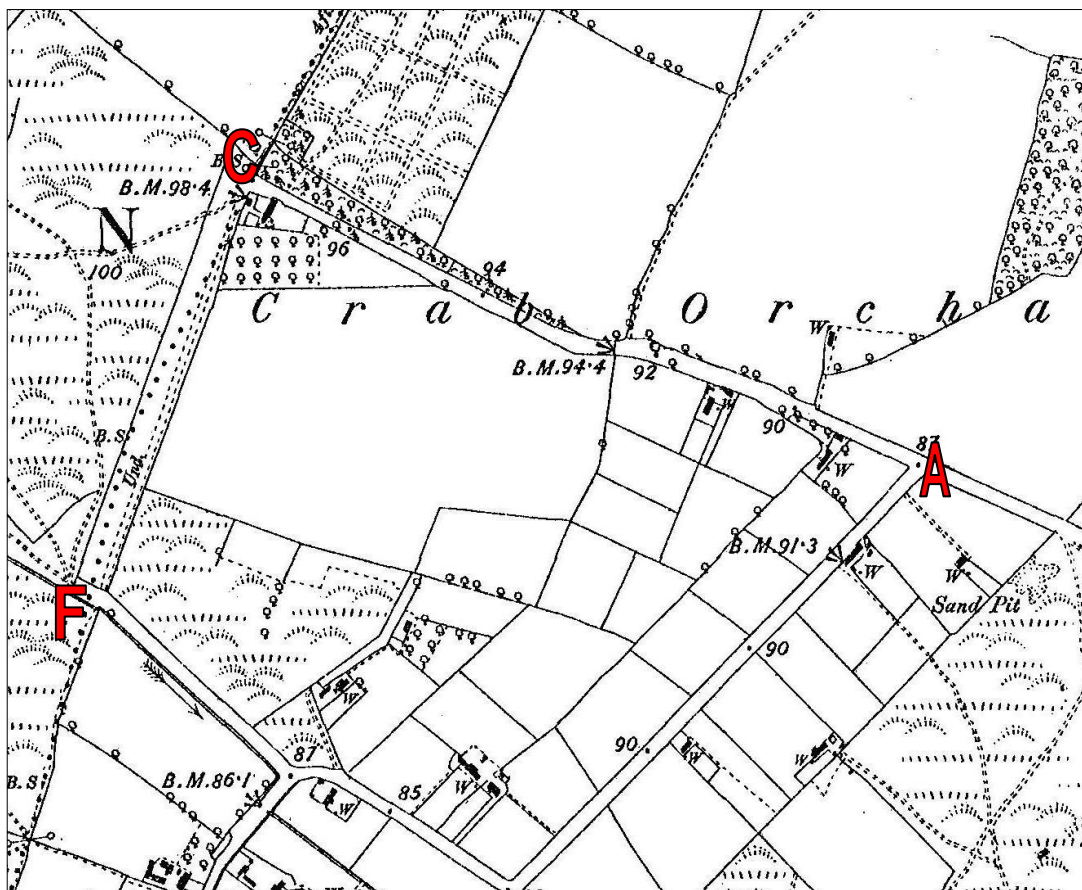 C
B.S.
B.M.98·4
N
100
96
94
C r a b O r c h a
W
B.M.94·4
92
W
90
87
A
B.S.
Und.
W
B.M.91·3
W
W
F
Sand Pit
90
W
90
W
W
87
B.S.
B.M.86·1
W
85
W